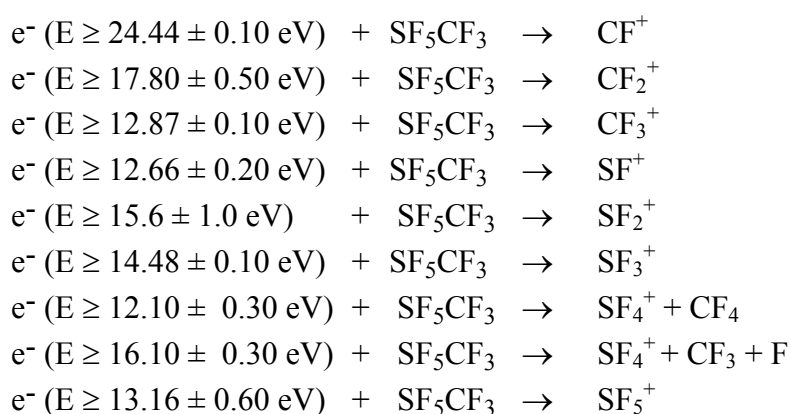 e⁻ (E ≥ 24.44 ± 0.10 eV) + SF₅CF₃ → CF⁺
e⁻ (E ≥ 17.80 ± 0.50 eV) + SF₅CF₃ → CF₂⁺
e⁻ (E ≥ 12.87 ± 0.10 eV) + SF₅CF₃ → CF₃⁺
e⁻ (E ≥ 12.66 ± 0.20 eV) + SF₅CF₃ → SF⁺
e⁻ (E ≥ 15.6 ± 1.0 eV) + SF₅CF₃ → SF₂⁺
e⁻ (E ≥ 14.48 ± 0.10 eV) + SF₅CF₃ → SF₃⁺
e⁻ (E ≥ 12.10 ± 0.30 eV) + SF₅CF₃ → SF₄⁺ + CF₄
e⁻ (E ≥ 16.10 ± 0.30 eV) + SF₅CF₃ → SF₄⁺ + CF₃ + F
e⁻ (E ≥ 13.16 ± 0.60 eV) + SF₅CF₃ → SF₅⁺